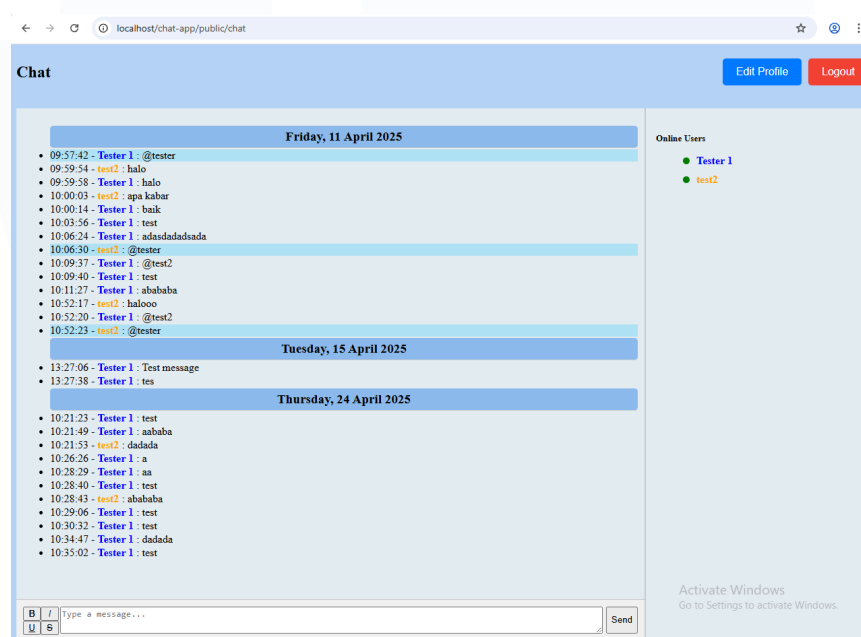 localhost/chat-app/public/chat
Chat
Edit Profile
Logout
Friday, 11 April 2025
09:57:42 - Tester 1 : @tester
09:59:54 - test2 : halo
09:59:58 - Tester 1 : halo
10:00:03 - test2 : apa kabar
10:00:14 - Tester 1 : baik
10:03:56 - Tester 1 : test
10:06:24 - Tester 1 : adasdadadsada
10:06:30 - test2 : @tester
10:09:37 - Tester 1 : @test2
10:09:40 - Tester 1 : test
10:11:27 - Tester 1 : abababa
10:52:17 - test2 : halooo
10:52:20 - Tester 1 : @test2
10:52:23 - test2 : @tester
Tuesday, 15 April 2025
13:27:06 - Tester 1 : Test message
13:27:38 - Tester 1 : tes
Thursday, 24 April 2025
10:21:23 - Tester 1 : test
10:21:49 - Tester 1 : aababa
10:21:53 - test2 : dadada
10:26:26 - Tester 1 : a
10:28:29 - Tester 1 : aa
10:28:40 - Tester 1 : test
10:28:43 - test2 : abababa
10:29:06 - Tester 1 : test
10:30:32 - Tester 1 : test
10:34:47 - Tester 1 : dadada
10:35:02 - Tester 1 : test
Online Users
Tester 1
test2
B I
U S
Type a message...
Send
Activate Windows
Go to Settings to activate Windows.